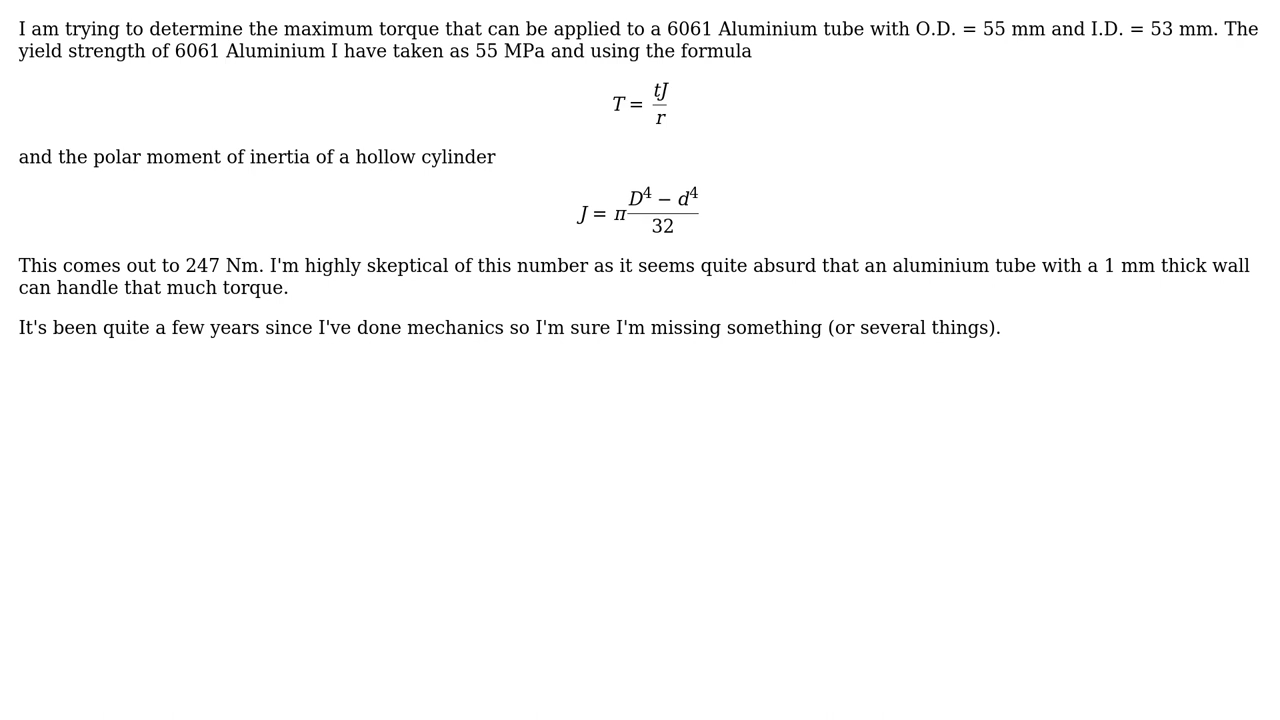 I am trying to determine the maximum torque that can be applied to a 6061 Aluminium tube with O.D. = 55 mm and I.D. = 53 mm. The
yield strength of 6061 Aluminium I have taken as 55 MPa and using the formula
T = tJ/r
and the polar moment of inertia of a hollow cylinder
J = π(D⁴ − d⁴)/32
This comes out to 247 Nm. I'm highly skeptical of this number as it seems quite absurd that an aluminium tube with a 1 mm thick wall
can handle that much torque.
It's been quite a few years since I've done mechanics so I'm sure I'm missing something (or several things).